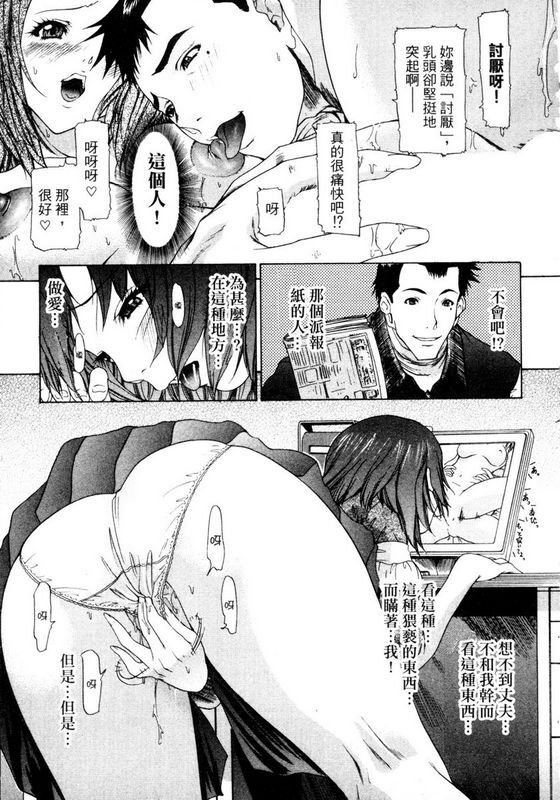 討厭呀！
妳邊說「討厭」，
乳頭卻堅挺地
突起啊——
真的很痛快吧!?
呀
這個人！
呀呀呀♡
那裡，
很好♡
不會吧!?
那個派報
紙的人…
為甚麼…？
在這種地方…
做愛…
看這種…
這種猥褻的東西…
而瞞著…我！
想不到丈夫…
不和我幹而
看這種東西…
呀
呀
呀
呀
但是…但是…